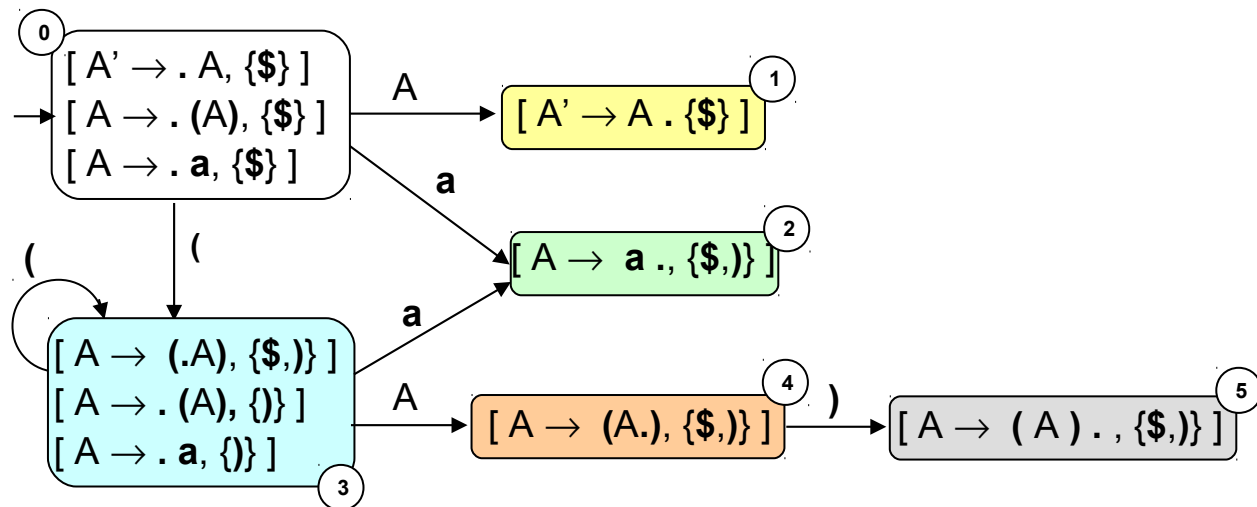 0
[ A’ → . A, {$} ]
[ A → . (A), {$} ]
[ A → . a, {$} ]
A
1
[ A’ → A . {$} ]
a
2
[ A → a ., {$,)} ]
(
(
a
[ A → (.A), {$,)} ]
[ A → . (A), {)} ]
[ A → . a, {)} ]
3
A
4
[ A → (A.), {$,)} ]
)
5
[ A → ( A ) . , {$,)} ]